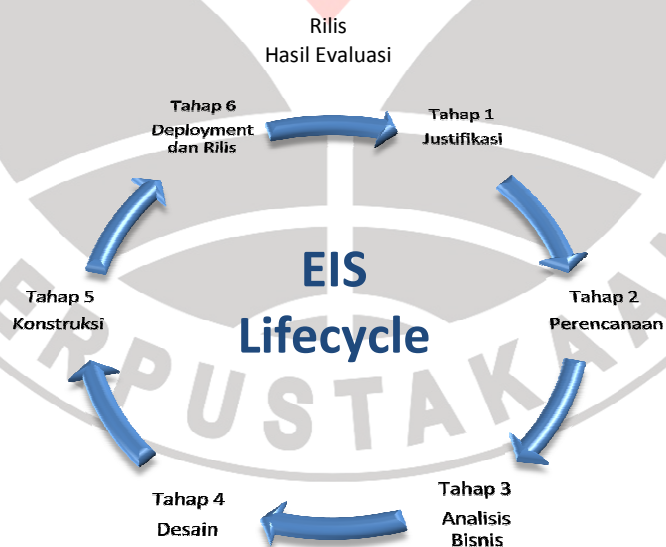 Rilis
Hasil Evaluasi
Tahap 6
Deployment
dan Rilis
Tahap 1
Justifikasi
EIS
Lifecycle
Tahap 5
Konstruksi
Tahap 2
Perencanaan
Tahap 4
Desain
Tahap 3
Analisis
Bisnis
ERPUSTAKAAN